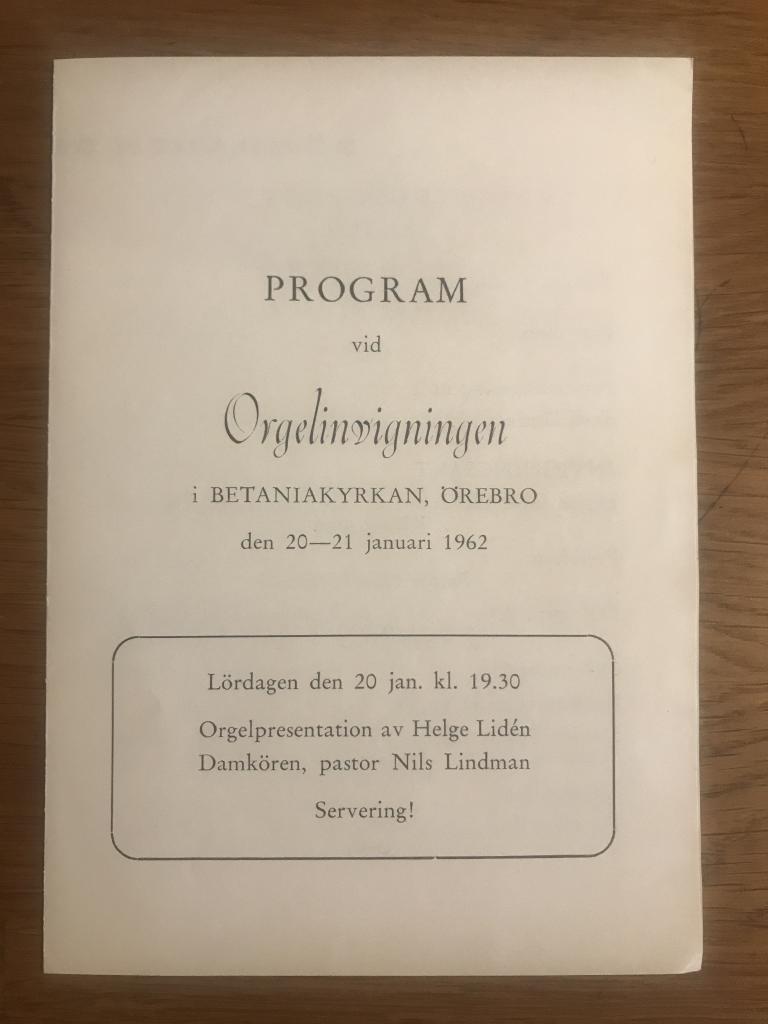 PROGRAM
vid
Orgelinvigningen
i BETANIAKYRKAN, ÖREBRO
den 20—21 januari 1962
Lördagen den 20 jan. kl. 19.30
Orgelpresentation av Helge Lidén
Damkören, pastor Nils Lindman
Servering!